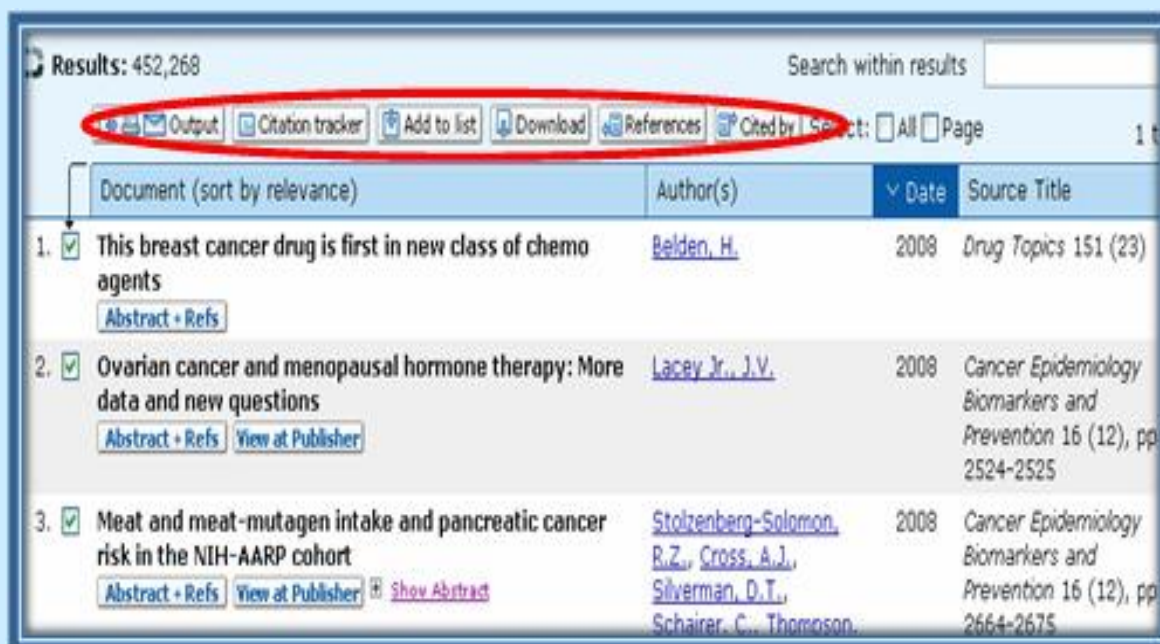 Results: 452,268 Search within results
Output Citation tracker Add to list Download References Cited by Select: All Page 1 t
Document (sort by relevance) Author(s) Date Source Title
1. This breast cancer drug is first in new class of chemo Belden, H. 2008 Drug Topics 151 (23)
agents
Abstract + Refs
2. Ovarian cancer and menopausal hormone therapy: More Lacey Jr., J.V. 2008 Cancer Epidemiology
data and new questions Biomarkers and
Abstract + Refs View at Publisher Prevention 16 (12), pp
2524-2525
3. Meat and meat-mutagen intake and pancreatic cancer Stolzenberg-Solomon, 2008 Cancer Epidemiology
risk in the NIH-AARP cohort R.Z., Cross, A.J., Biomarkers and
Abstract + Refs View at Publisher Show Abstract Silverman, D.T., Prevention 16 (12), pp
Schairer, C., Thompson, 2664-2675